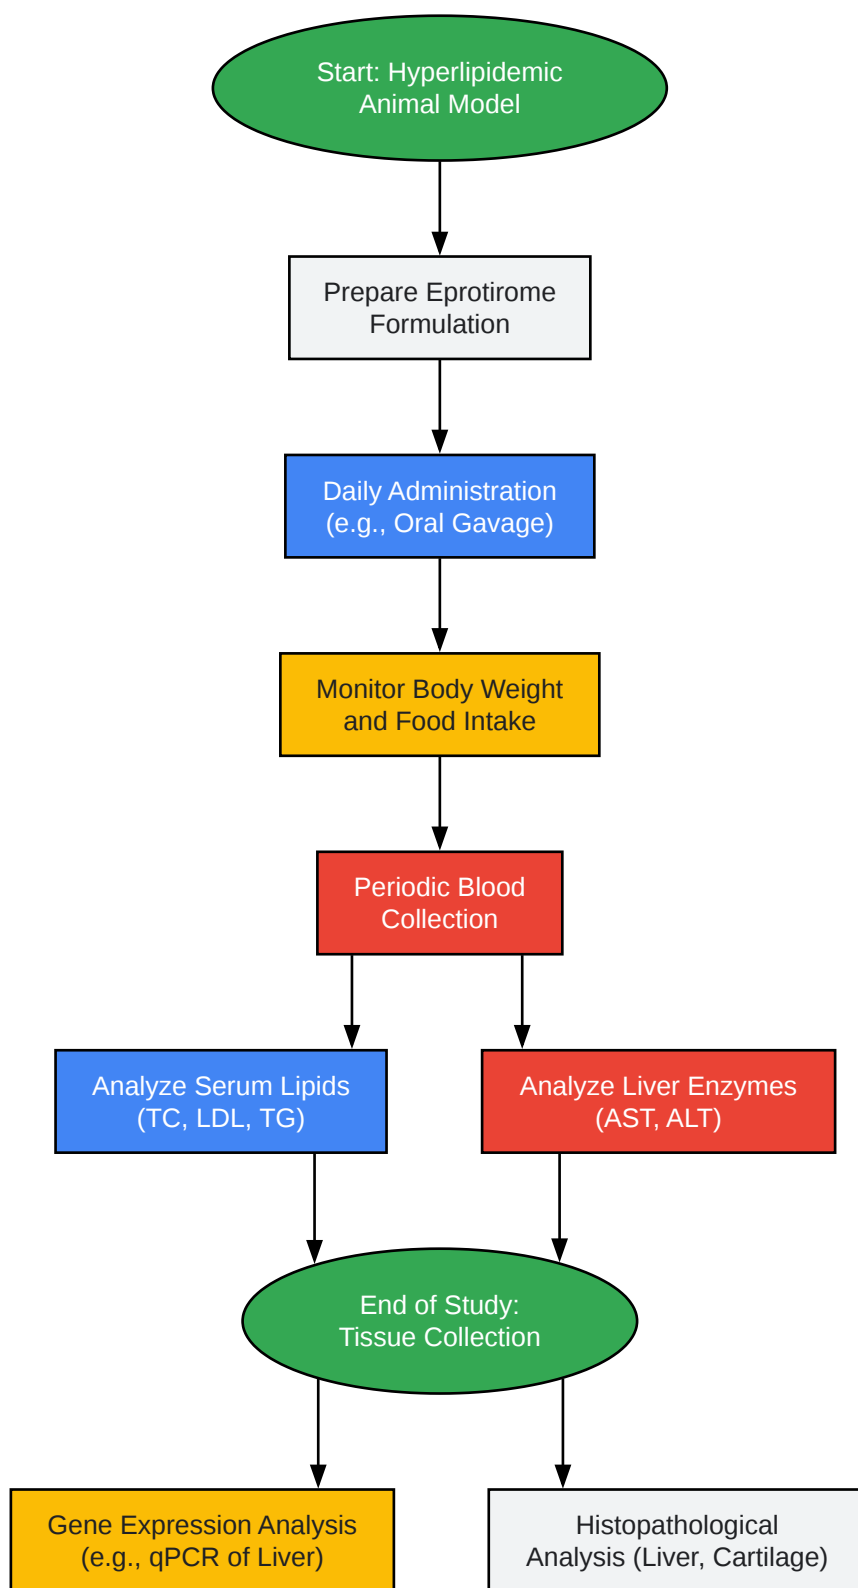 Start: Hyperlipidemic
Animal Model
Prepare Eprotirome
Formulation
Daily Administration
(e.g., Oral Gavage)
Monitor Body Weight
and Food Intake
Periodic Blood
Collection
Analyze Serum Lipids
(TC, LDL, TG)
Analyze Liver Enzymes
(AST, ALT)
End of Study:
Tissue Collection
Gene Expression Analysis
(e.g., qPCR of Liver)
Histopathological
Analysis (Liver, Cartilage)